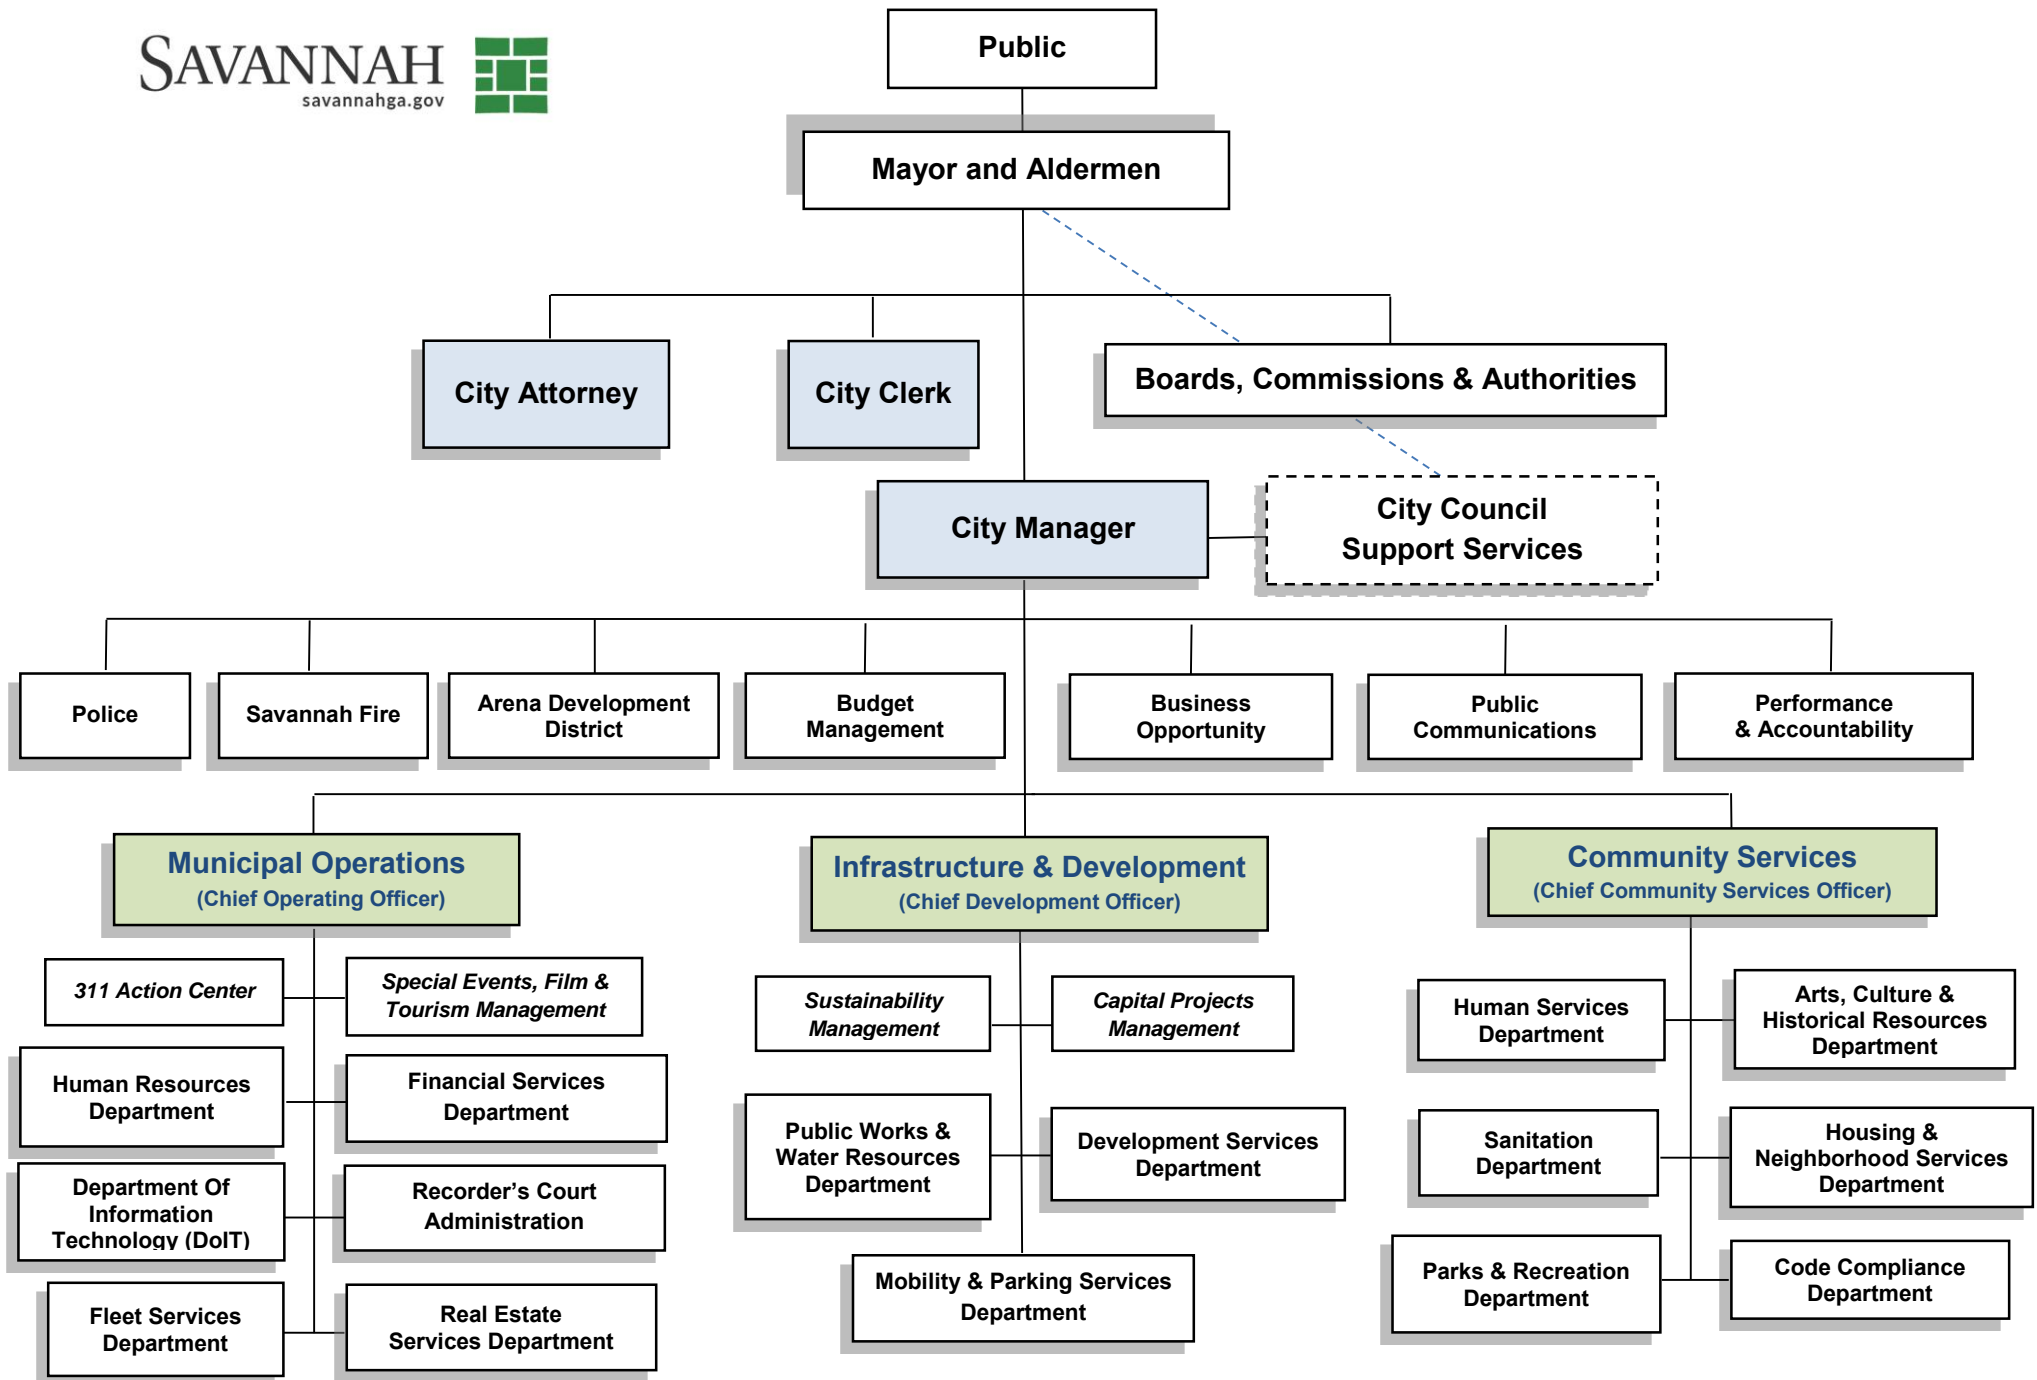 SAVANNAH
savannahga.gov
Public
Mayor and Aldermen
City Attorney
City Clerk
Boards, Commissions & Authorities
City Manager
City Council
Support Services
Police
Savannah Fire
Arena Development
District
Budget
Management
Business
Opportunity
Public
Communications
Performance
& Accountability
Municipal Operations
(Chief Operating Officer)
Infrastructure & Development
(Chief Development Officer)
Community Services
(Chief Community Services Officer)
311 Action Center
Special Events, Film &
Tourism Management
Human Resources
Department
Financial Services
Department
Department Of
Information
Technology (DoIT)
Recorder’s Court
Administration
Fleet Services
Department
Real Estate
Services Department
Sustainability
Management
Capital Projects
Management
Public Works &
Water Resources
Department
Development Services
Department
Mobility & Parking Services
Department
Human Services
Department
Arts, Culture &
Historical Resources
Department
Sanitation
Department
Housing &
Neighborhood Services
Department
Parks & Recreation
Department
Code Compliance
Department